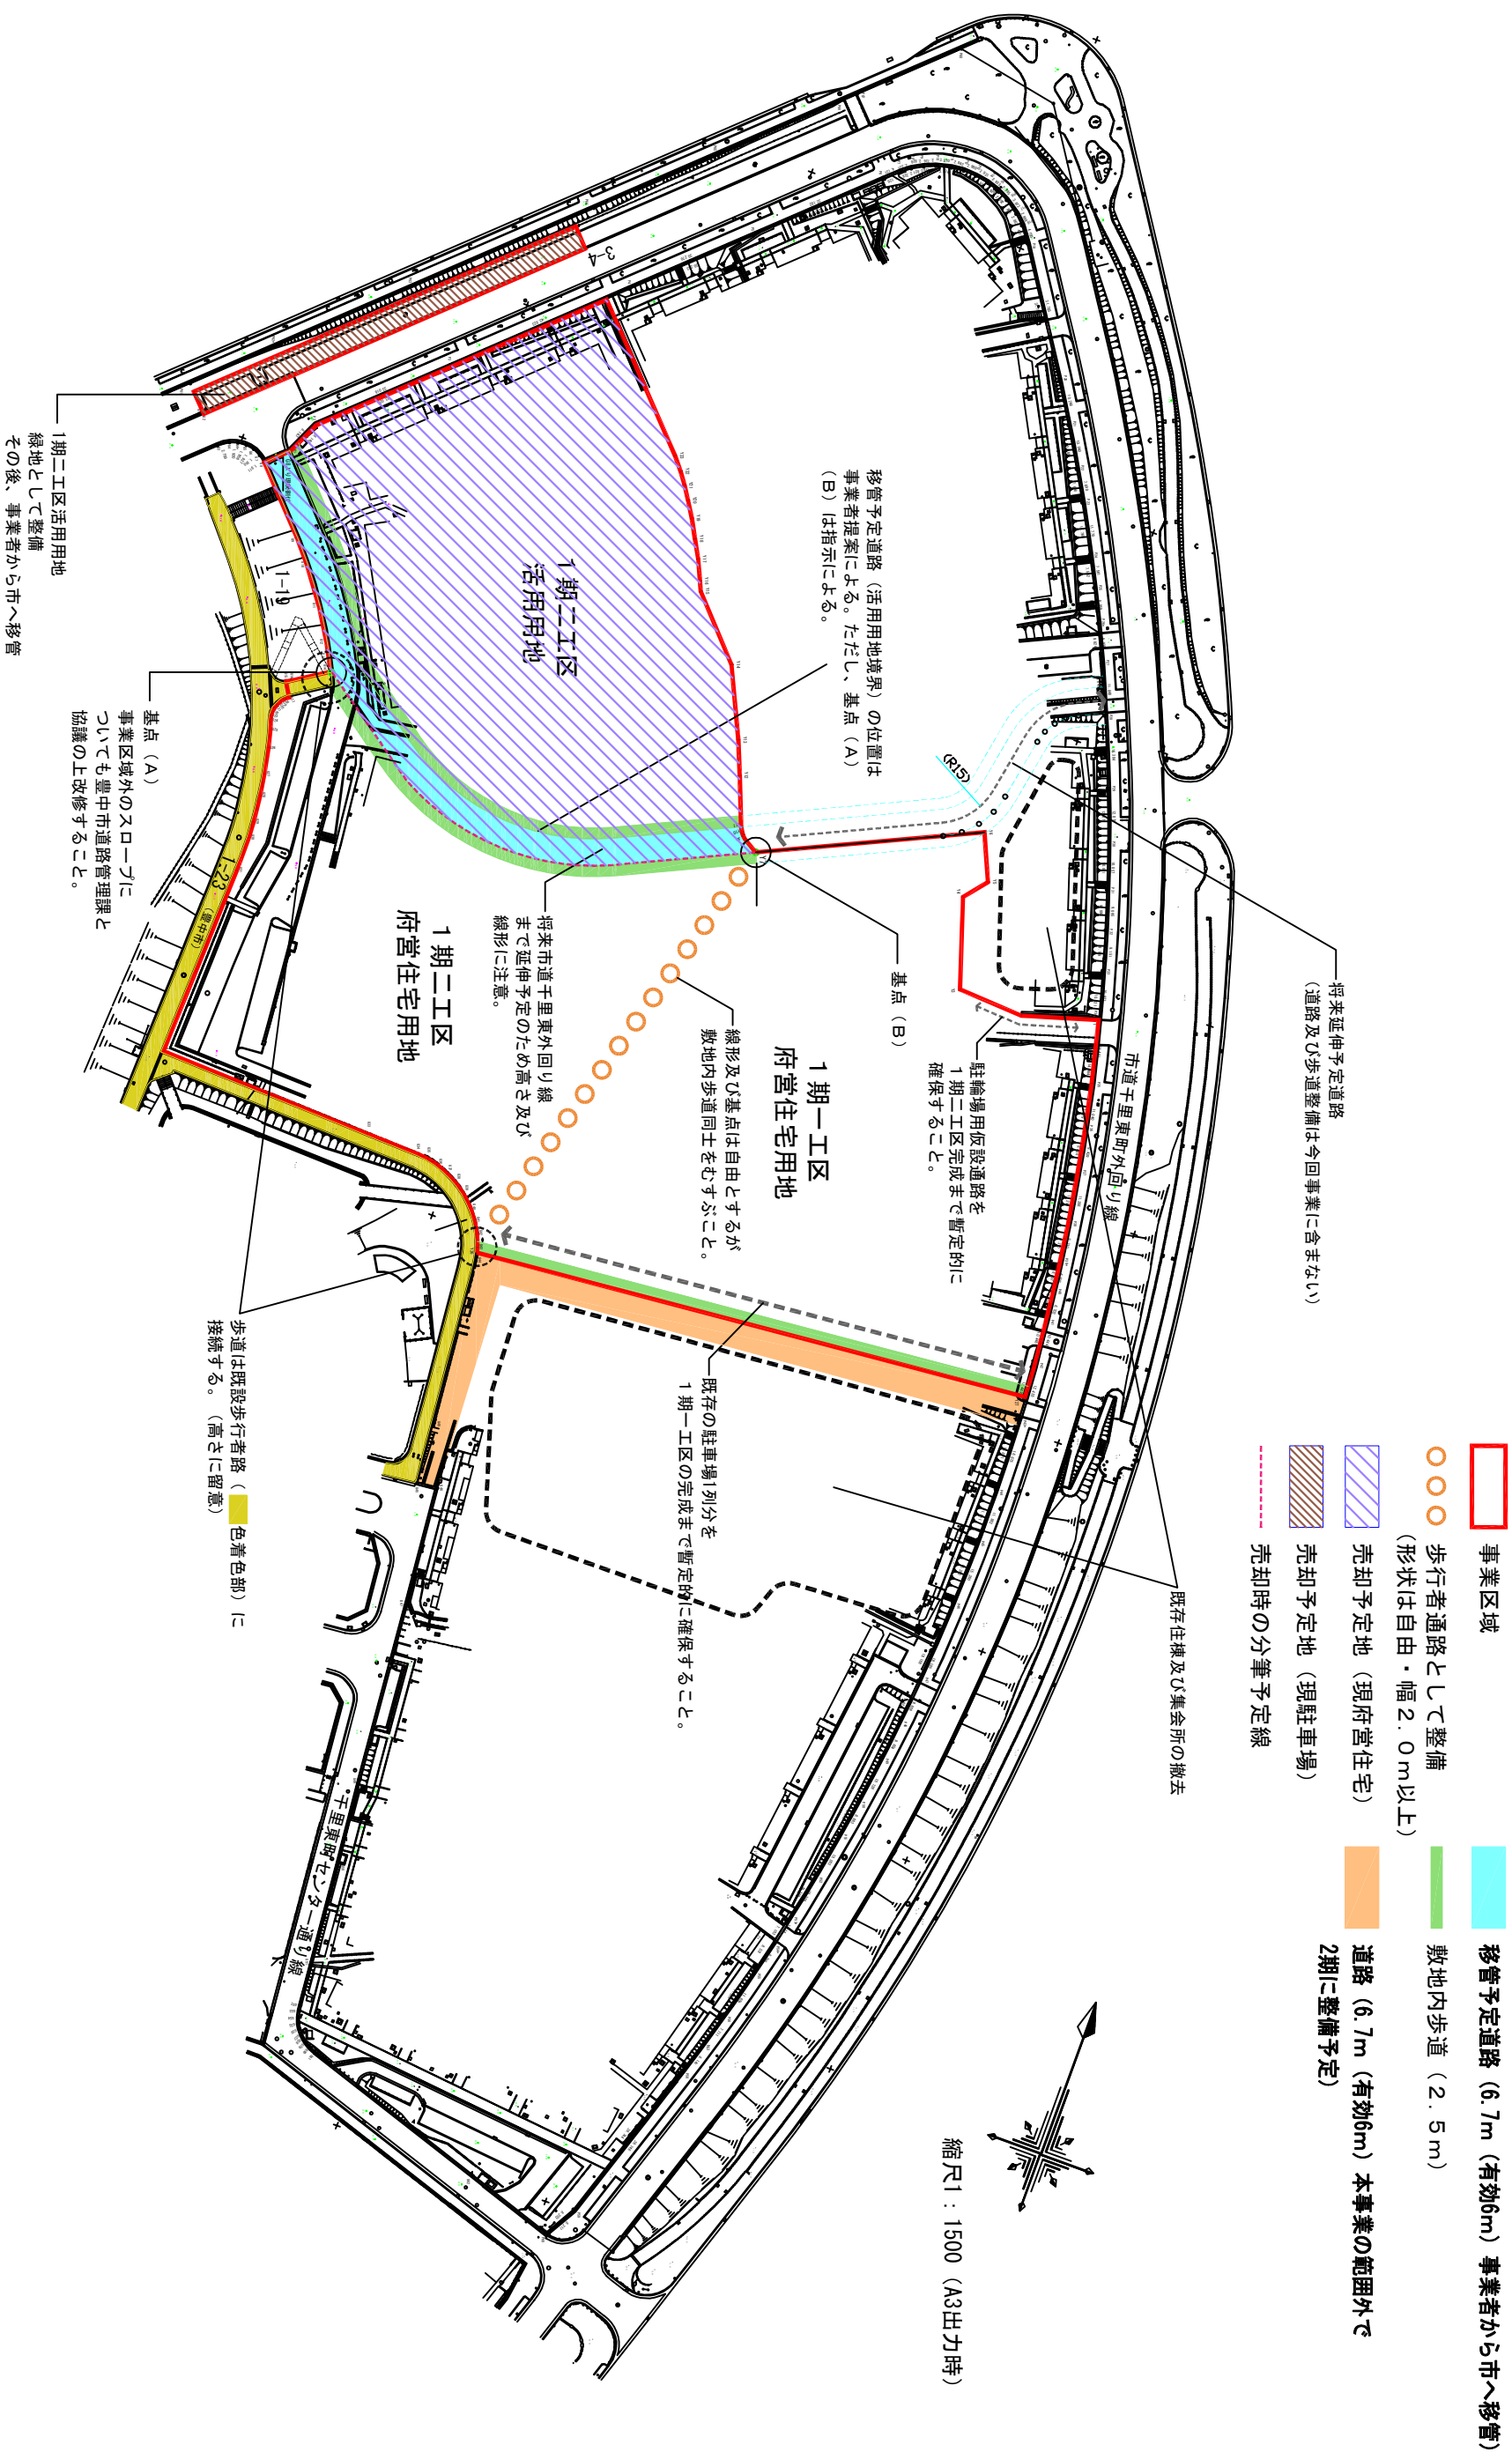 事業区域
歩行者通路として整備
（形状は自由・幅２．０ｍ以上）
売却予定地（現府営住宅）
売却予定地（現駐車場）
売却時の分筆予定線
移管予定道路（6.7m（有効6m）事業者から市へ移管）
敷地内歩道（２．５ｍ）
道路（6.7m（有効6m）本事業の範囲外で
2期に整備予定）
将来延伸予定道路
（道路及び歩道整備は今回事業に含まない）
既存住棟及び集会所の撤去
市道千里東町外回り線
駐輪場用仮設通路を
１期二工区完成まで暫定的に
確保すること。
(R15)
基点（Ｂ）
移管予定道路（活用用地境界）の位置は
事業者提案による。ただし、基点（Ａ）
（Ｂ）は指示による。
１期一工区
府営住宅用地
線形及び基点は自由とするが
敷地内歩道同士をむすぶこと。
既存の駐車場1列分を
１期一工区の完成まで暫定的に確保すること。
3-4
１期二工区
活用用地
将来市道千里東外回り線
まで延伸予定のため高さ及び
線形に注意。
１期二工区
府営住宅用地
1-19
1-23
（豊中市）
歩道は既設歩行者路（　色着色部）に
接続する。（高さに留意）
基点（Ａ）
事業区域外のスロープに
ついても豊中市道路管理課と
協議の上改修すること。
1期二工区活用用地
緑地として整備
その後、事業者から市へ移管
千里東町センター通り線
縮尺1：1500（A3出力時）